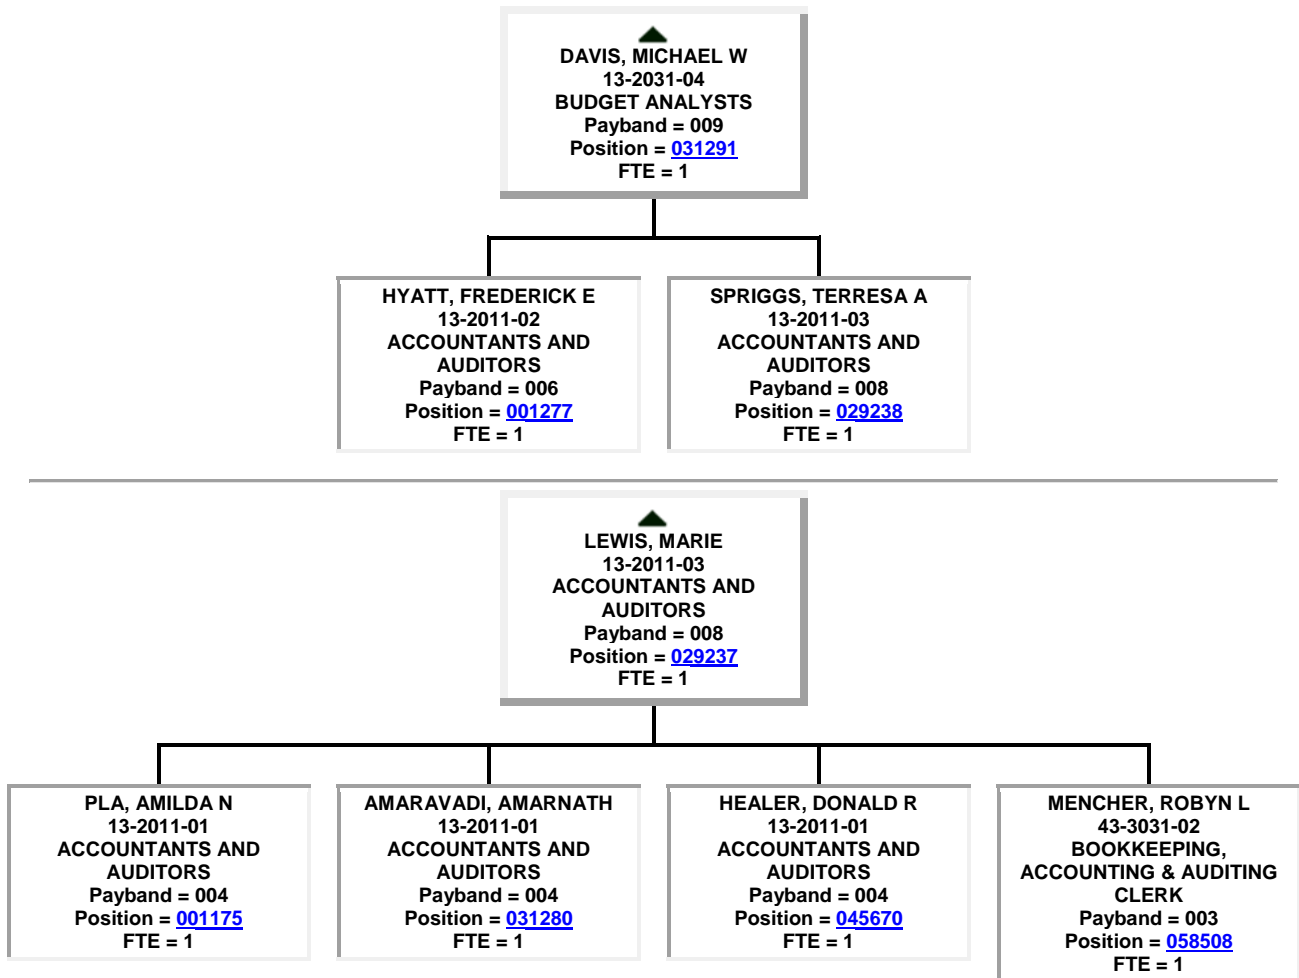 DAVIS, MICHAEL W
13-2031-04
BUDGET ANALYSTS
Payband = 009
Position = 031291
FTE = 1
HYATT, FREDERICK E
13-2011-02
ACCOUNTANTS AND
AUDITORS
Payband = 006
Position = 001277
FTE = 1
SPRIGGS, TERRESA A
13-2011-03
ACCOUNTANTS AND
AUDITORS
Payband = 008
Position = 029238
FTE = 1
LEWIS, MARIE
13-2011-03
ACCOUNTANTS AND
AUDITORS
Payband = 008
Position = 029237
FTE = 1
PLA, AMILDA N
13-2011-01
ACCOUNTANTS AND
AUDITORS
Payband = 004
Position = 001175
FTE = 1
AMARAVADI, AMARNATH
13-2011-01
ACCOUNTANTS AND
AUDITORS
Payband = 004
Position = 031280
FTE = 1
HEALER, DONALD R
13-2011-01
ACCOUNTANTS AND
AUDITORS
Payband = 004
Position = 045670
FTE = 1
MENCHER, ROBYN L
43-3031-02
BOOKKEEPING,
ACCOUNTING & AUDITING
CLERK
Payband = 003
Position = 058508
FTE = 1